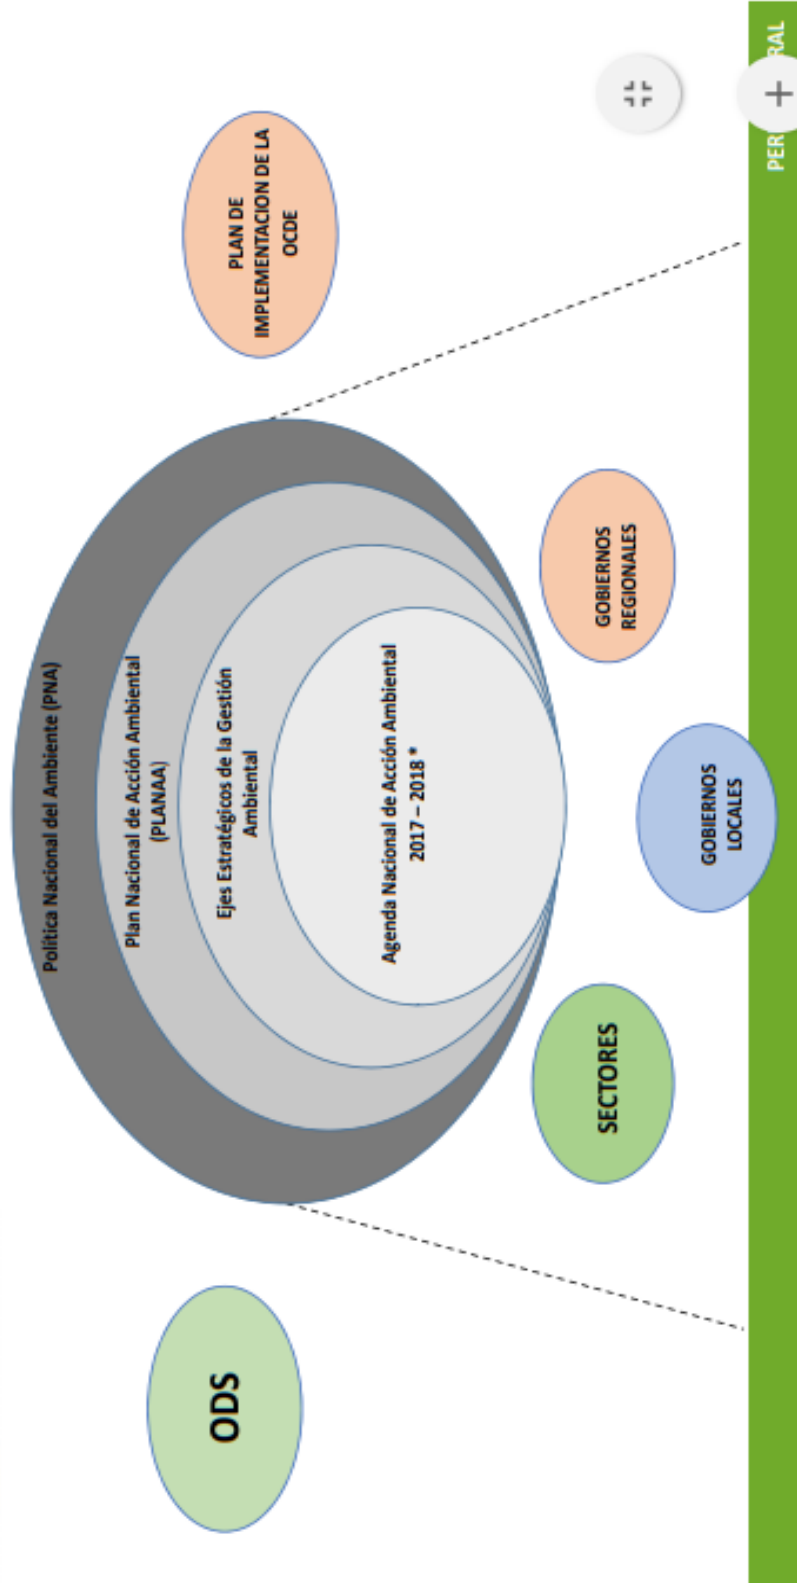 Política Nacional del Ambiente (PNA)
Plan Nacional de Acción Ambiental
(PLANAA)
Ejes Estratégicos de la Gestión
Ambiental
Agenda Nacional de Acción Ambiental
2017 – 2018 *
ODS
PLAN DE
IMPLEMENTACION DE LA
OCDE
SECTORES
GOBIERNOS
LOCALES
GOBIERNOS
REGIONALES